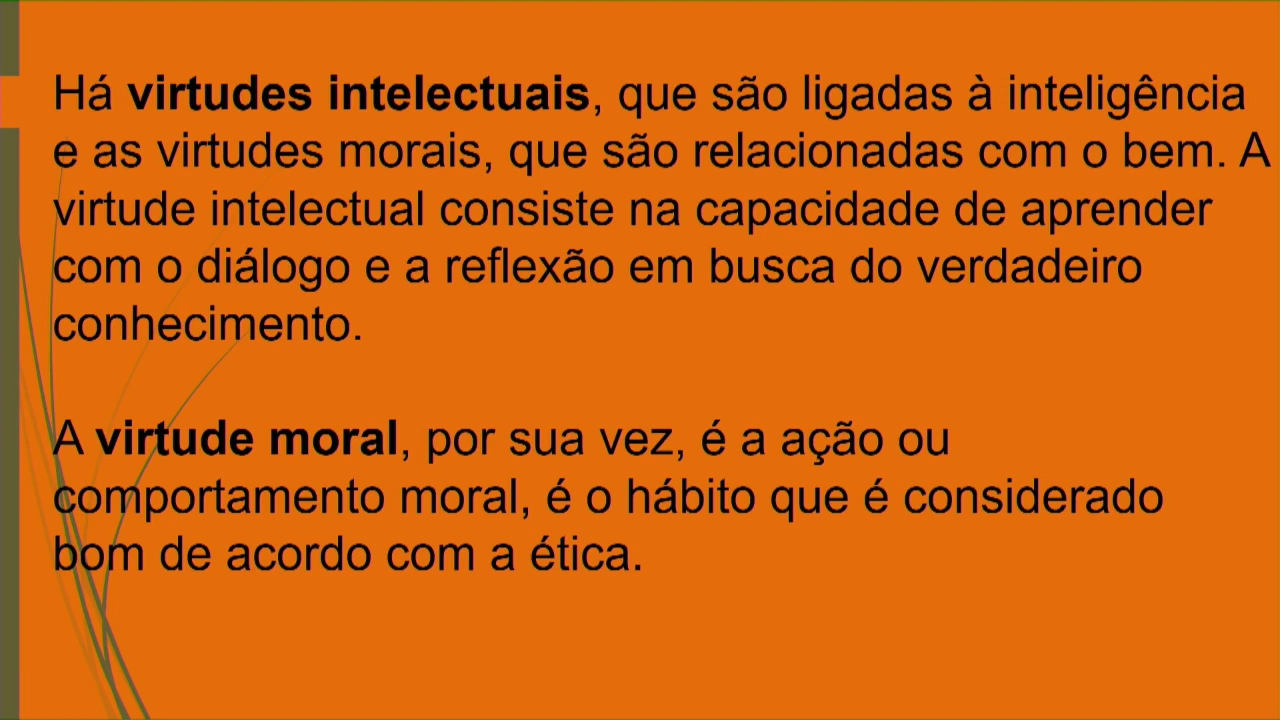 Há virtudes intelectuais, que são ligadas à inteligência
e as virtudes morais, que são relacionadas com o bem. A
virtude intelectual consiste na capacidade de aprender
com o diálogo e a reflexão em busca do verdadeiro
conhecimento.
A virtude moral, por sua vez, é a ação ou
comportamento moral, é o hábito que é considerado
bom de acordo com a ética.